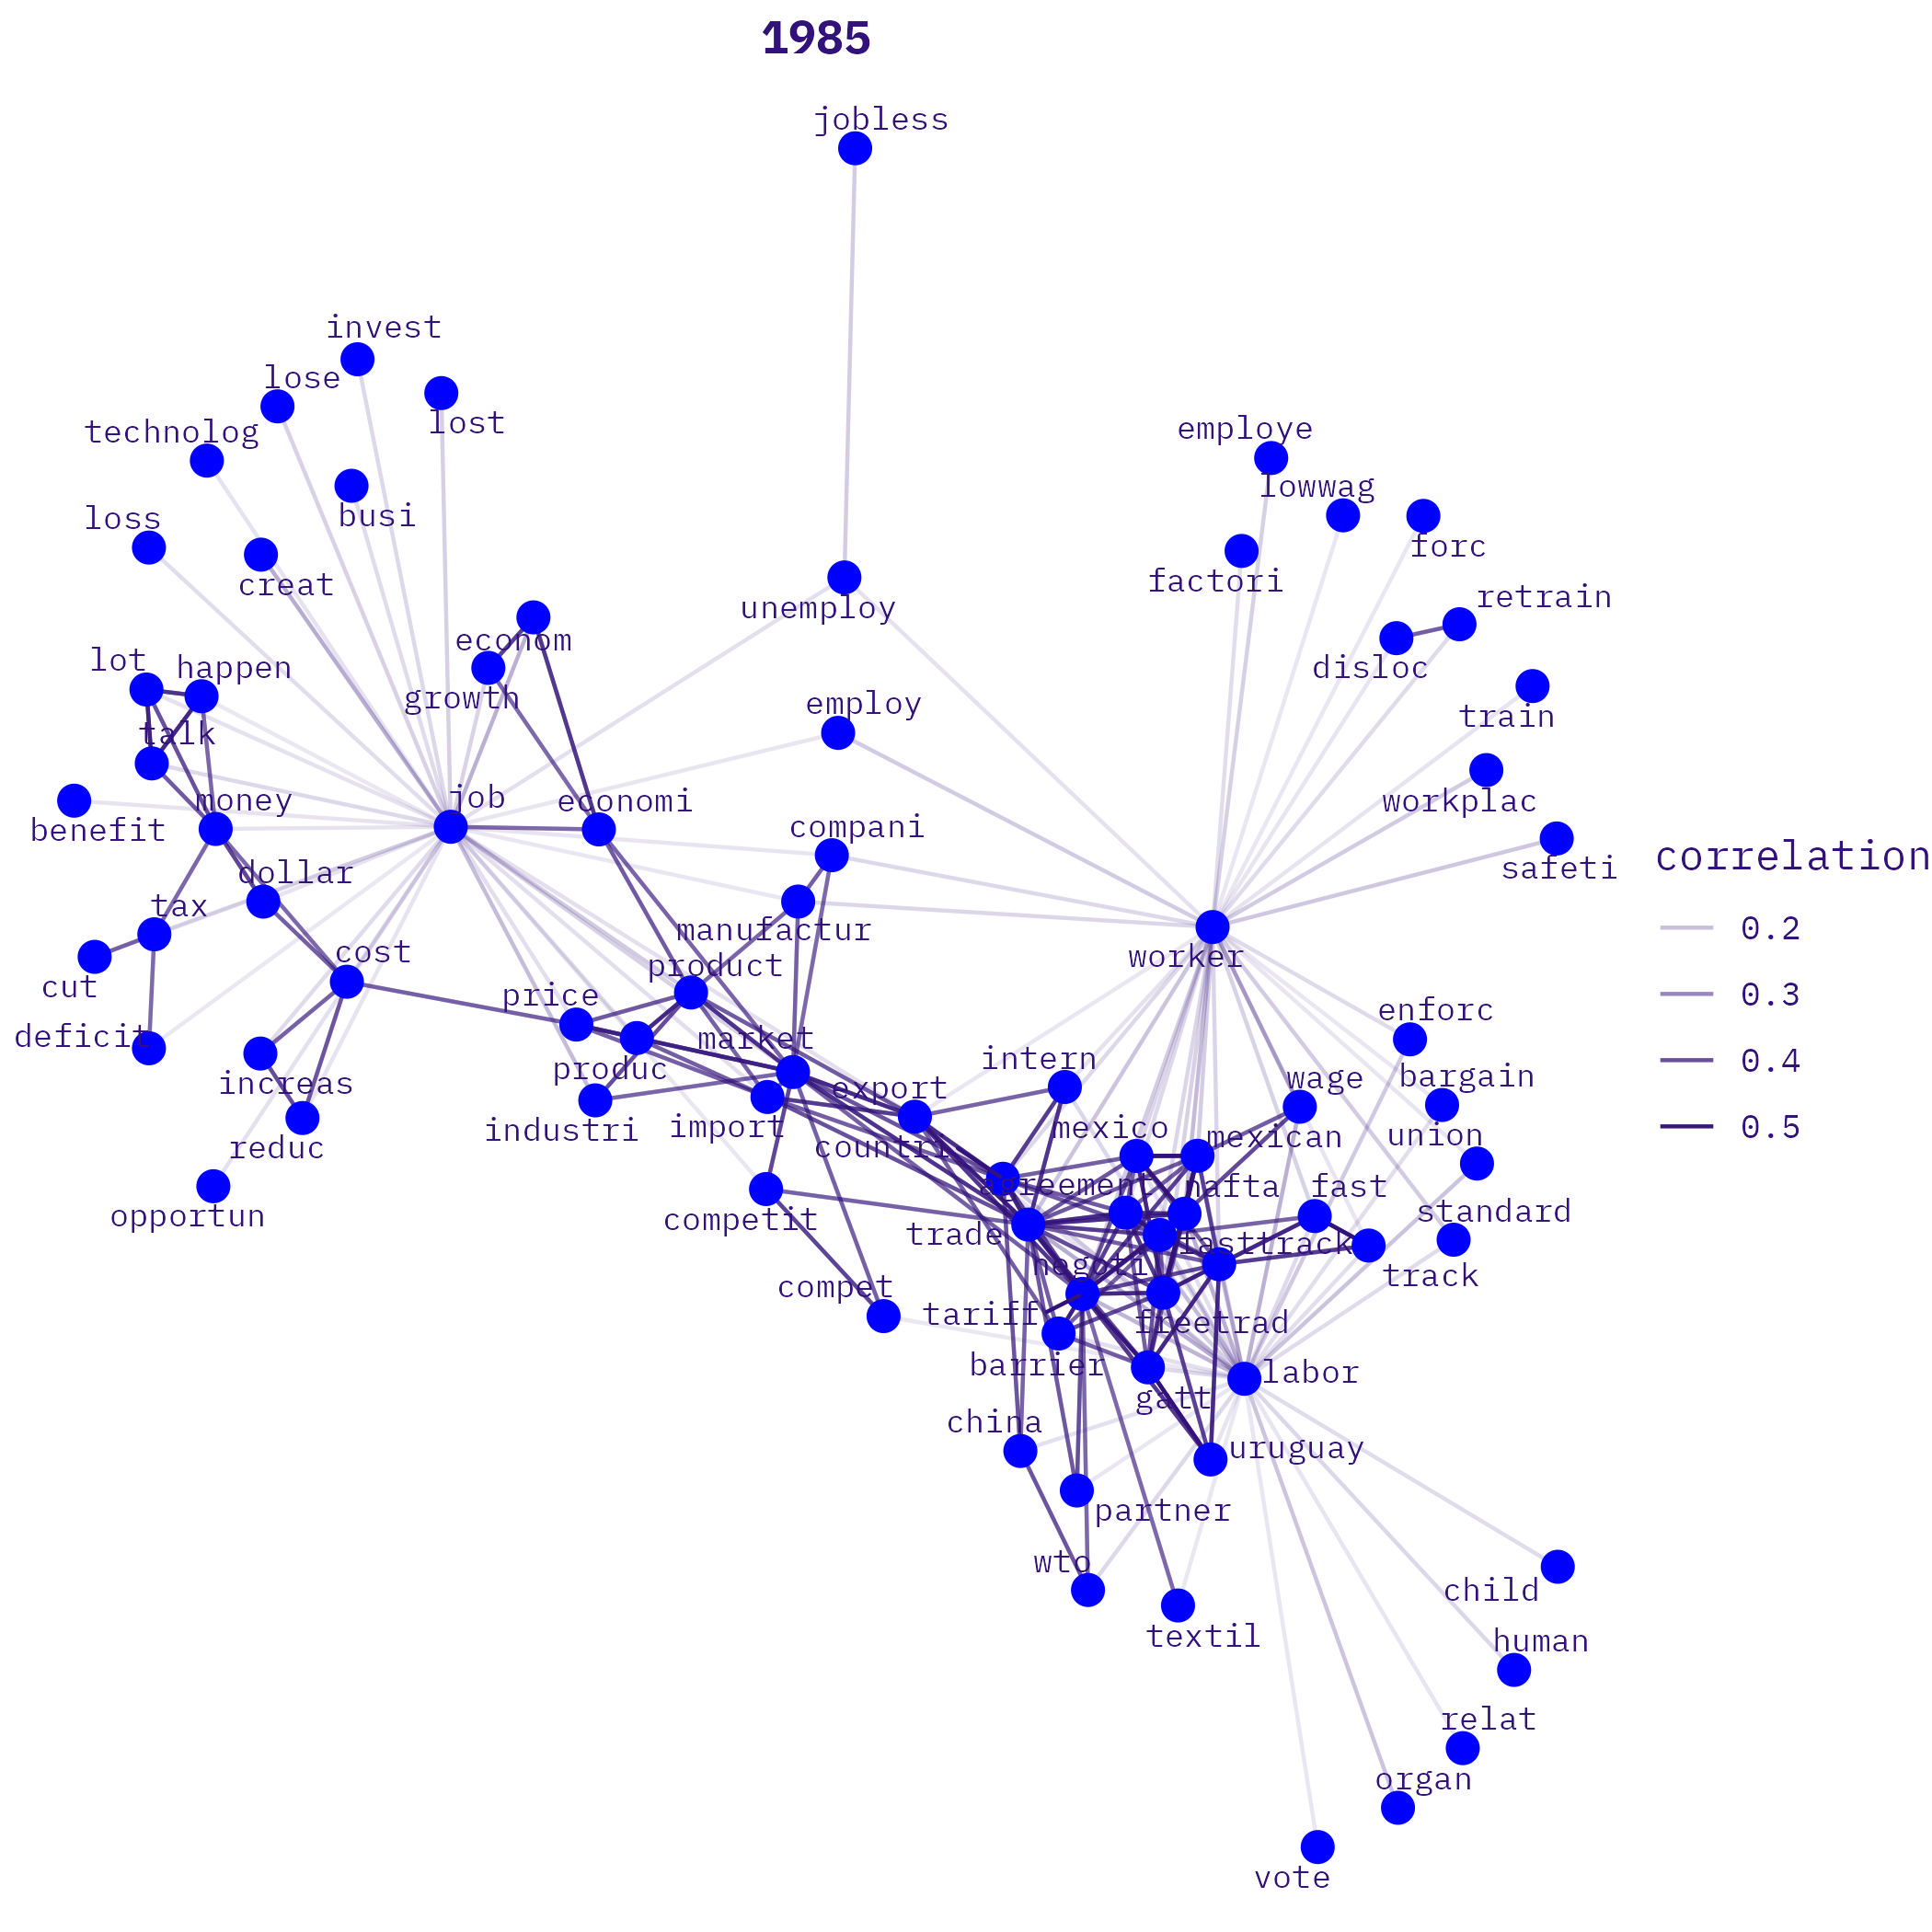 1985
jobless
invest
lose
lost
technolog
employe
lowwag
loss
busi
forc
creat
factori
retrain
unemploy
econom
lot
happen
disloc
growth
employ
train
talk
money
job
economi
workplac
benefit
compani
correlation
safeti
dollar
tax
manufactur
0.2
cost
worker
product
cut
price
0.3
enforc
deficit
market
intern
0.4
produc
wage
bargain
increas
export
industri
import
mexico
mexican
union
0.5
reduc
countri
agreement
nafta
fast
opportun
competit
standard
trade
fasttrack
negoti
track
compet
tariff
freetrad
barrier
labor
gatt
china
uruguay
partner
wto
child
textil
human
relat
organ
vote